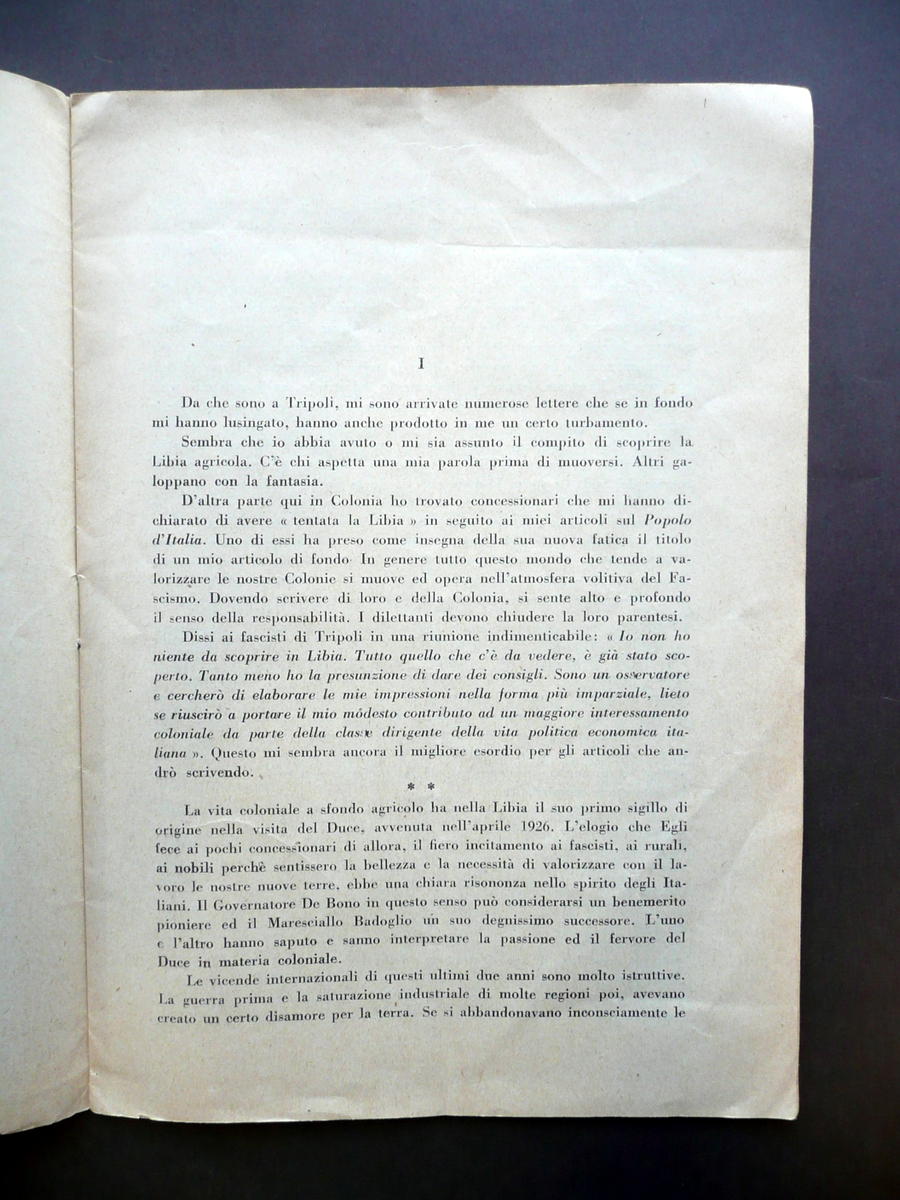 I
Da che sono a Tripoli, mi sono arrivate numerose lettere che se in fondo
mi hanno lusingato, hanno anche prodotto in me un certo turbamento.
Sembra che io abbia avuto o mi sia assunto il compito di scoprire la
Libia agricola. C'è chi aspetta una mia parola prima di muoversi. Altri ga-
loppano con la fantasia.
D'altra parte qui in Colonia ho trovato concessionari che mi hanno di-
chiarato di avere « tentata la Libia » in seguito ai miei articoli sul Popolo
d'Italia. Uno di essi ha preso come insegna della sua nuova fatica il titolo
di un mio articolo di fondo. In genere tutto questo mondo che tende a va-
lorizzare le nostre Colonie si muove ed opera nell'atmosfera volitiva del Fa-
scismo. Dovendo scrivere di loro e della Colonia, si sente alto e profondo
il senso della responsabilità. I dilettanti devono chiudere la loro parentesi.
Dissi ai fascisti di Tripoli in una riunione indimenticabile: « Io non ho
niente da scoprire in Libia. Tutto quello che c'è da vedere, è già stato sco-
perto. Tanto meno ho la presunzione di dare dei consigli. Sono un osservatore
e cercherò di elaborare le mie impressioni nella forma più imparziale, lieto
se riuscirò a portare il mio módesto contributo ad un maggiore interessamento
coloniale da parte della classe dirigente della vita politica economica ita-
liana ». Questo mi sembra ancora il migliore esordio per gli articoli che an-
drò scrivendo.
* *
La vita coloniale a sfondo agricolo ha nella Libia il suo primo sigillo di
origine nella visita del Duce, avvenuta nell'aprile 1926. L'elogio che Egli
fece ai pochi concessionari di allora, il fiero incitamento ai fascisti, ai rurali,
ai nobili perchè sentissero la bellezza e la necessità di valorizzare con il la-
voro le nostre nuove terre, ebbe una chiara risononza nello spirito degli Ita-
liani. Il Governatore De Bono in questo senso può considerarsi un benemerito
pioniere ed il Maresciallo Badoglio un suo degnissimo successore. L'uno
e l'altro hanno saputo e sanno interpretare la passione ed il fervore del
Duce in materia coloniale.
Le vicende internazionali di questi ultimi due anni sono molto istruttive.
La guerra prima e la saturazione industriale di molte regioni poi, avevano
creato un certo disamore per la terra. Se si abbandonavano inconsciamente le